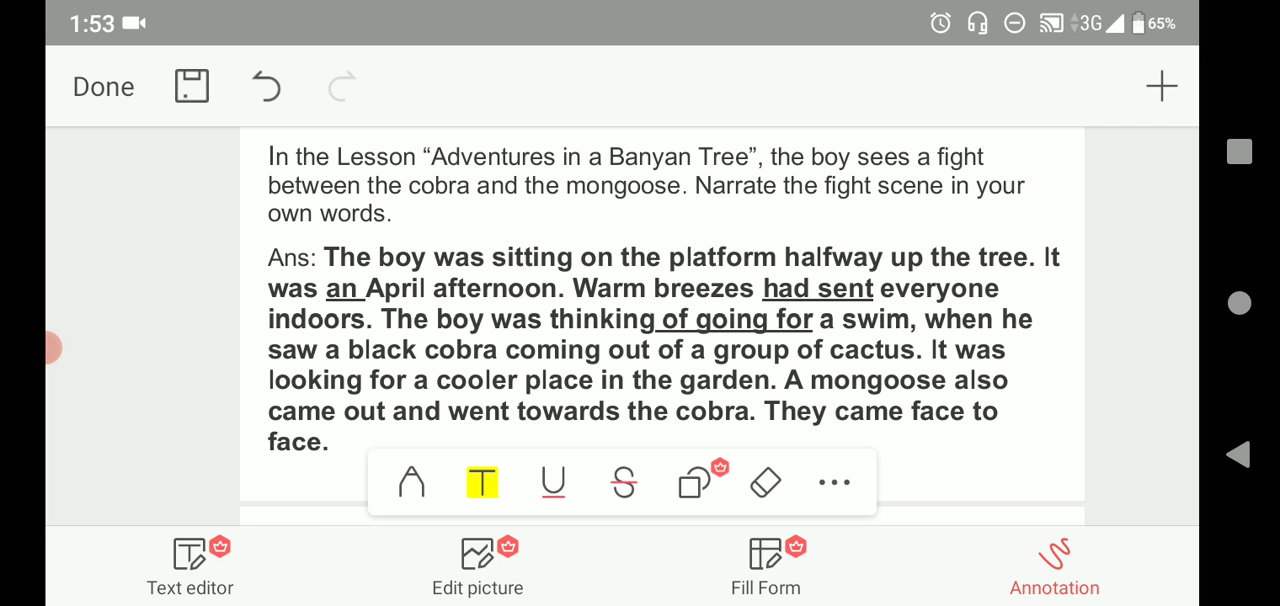 1:53
3G
65%
Done
In the Lesson “Adventures in a Banyan Tree”, the boy sees a fight
between the cobra and the mongoose. Narrate the fight scene in your
own words.
Ans: The boy was sitting on the platform halfway up the tree. It
was an April afternoon. Warm breezes had sent everyone
indoors. The boy was thinking of going for a swim, when he
saw a black cobra coming out of a group of cactus. It was
looking for a cooler place in the garden. A mongoose also
came out and went towards the cobra. They came face to
face.
T U S
Text editor
Edit picture
Fill Form
Annotation